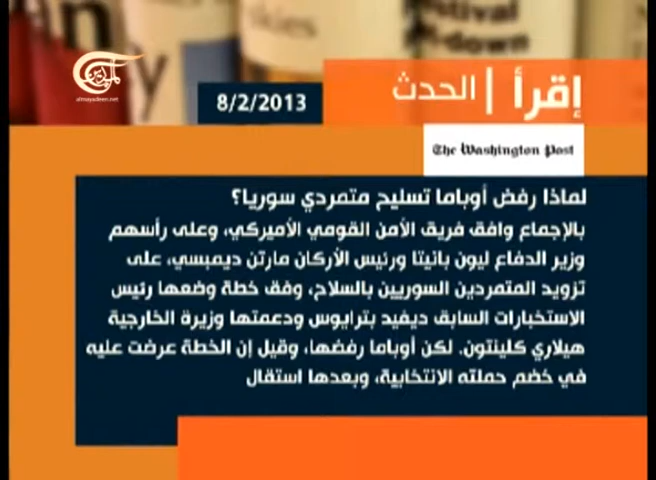 الميادين
almayadeen.net
إقرأ | الحدث
8/2/2013
The Washington Post
لماذا رفض أوباما تسليح متمردي سوريا؟
بالإجماع وافق فريق الأمن القومي الأميركي، وعلى رأسهم
وزير الدفاع ليون بانيتا ورئيس الأركان مارتن ديمبسي، على
تزويد المتمردين السوريين بالسلاح، وفق خطة وضعها رئيس
الاستخبارات السابق ديفيد بترايوس ودعمتها وزيرة الخارجية
هيلاري كلينتون. لكن أوباما رفضها، وقيل إن الخطة عرضت عليه
في خضم حملته الانتخابية، وبعدها استقال